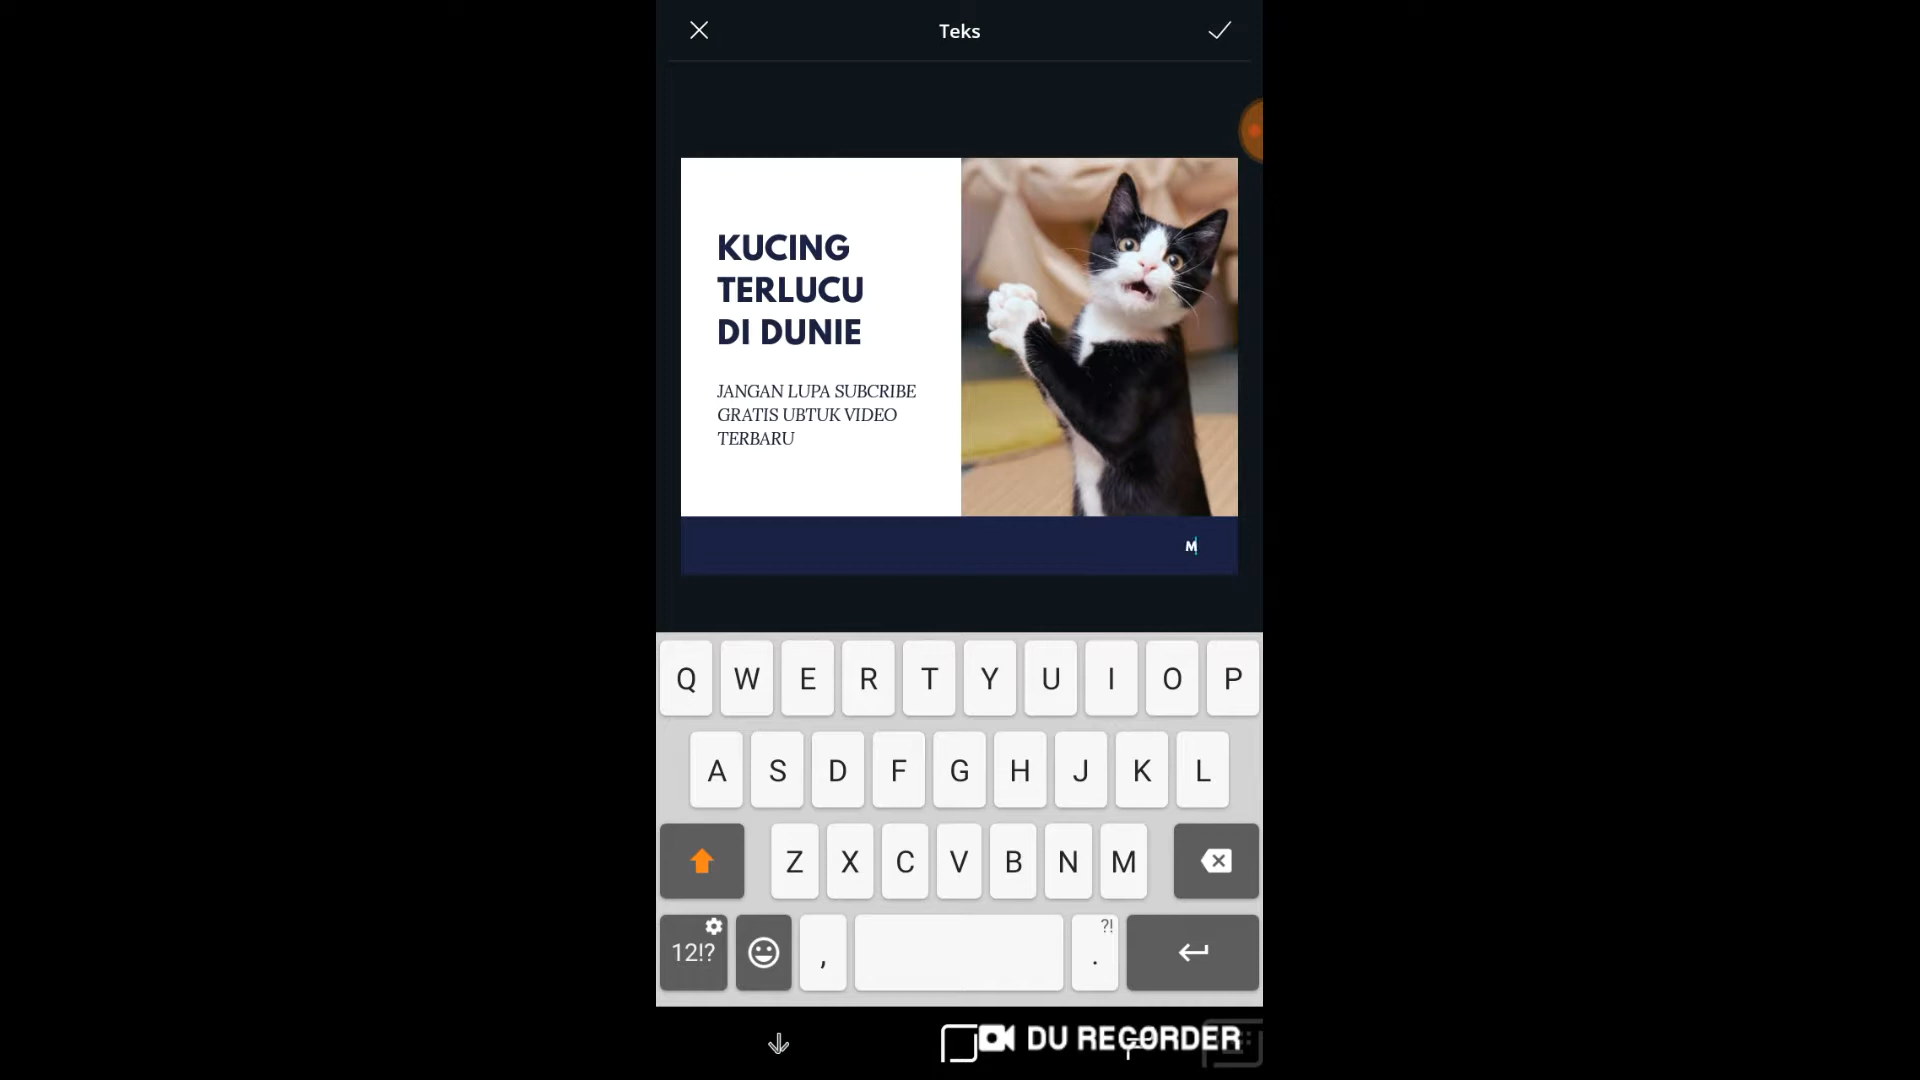 Teks
KUCING
TERLUCU
DI DUNIE
JANGAN LUPA SUBCRIBE
GRATIS UBTUK VIDEO
TERBARU
M
Q W E R T Y U I O P
A S D F G H J K L
Z X C V B N M
12!? , . ?!
DU RECORDER